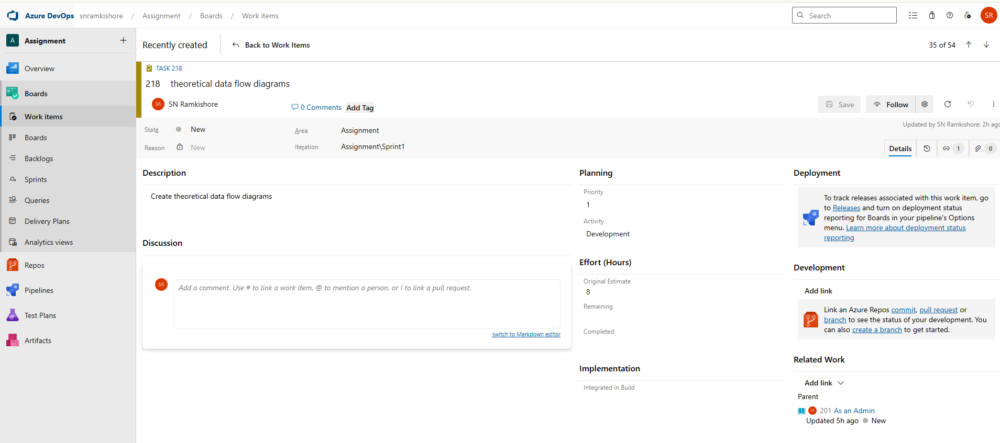 Azure DevOps snramkishore / Assignment / Boards / Work items
Search
SR
A Assignment
Recently created
Back to Work Items
35 of 54
Overview
Boards
Work items
Boards
Backlogs
Sprints
Queries
Delivery Plans
Analytics views
Repos
Pipelines
Test Plans
Artifacts
TASK 218
218 theoretical data flow diagrams
SR SN Ramkishore
0 Comments
Add Tag
Save
Follow
State New
Area Assignment
Updated by SN Ramkishore: 2h ago
Reason New
Iteration Assignment\Sprint1
Details
1
0
Description
Create theoretical data flow diagrams
Discussion
SR
Add a comment. Use # to link a work item, @ to mention a person, or ! to link a pull request.
switch to Markdown editor
Planning
Priority
1
Activity
Development
Effort (Hours)
Original Estimate
8
Remaining
Completed
Implementation
Integrated in Build
Deployment
To track releases associated with this work item, go
to Releases and turn on deployment status
reporting for Boards in your pipeline's Options
menu. Learn more about deployment status
reporting
Development
Add link
Link an Azure Repos commit, pull request or
branch to see the status of your development. You
can also create a branch to get started.
Related Work
Add link
Parent
SR 201 As an Admin
Updated 5h ago New